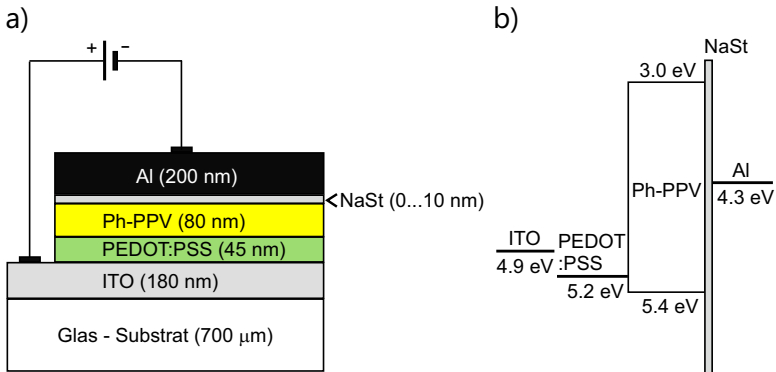 a)
+ −
Al (200 nm)
NaSt (0...10 nm)
Ph-PPV (80 nm)
PEDOT:PSS (45 nm)
ITO (180 nm)
Glas - Substrat (700 µm)
b)
NaSt
3.0 eV
Ph-PPV
Al
4.3 eV
ITO
4.9 eV
PEDOT
:PSS
5.2 eV
5.4 eV